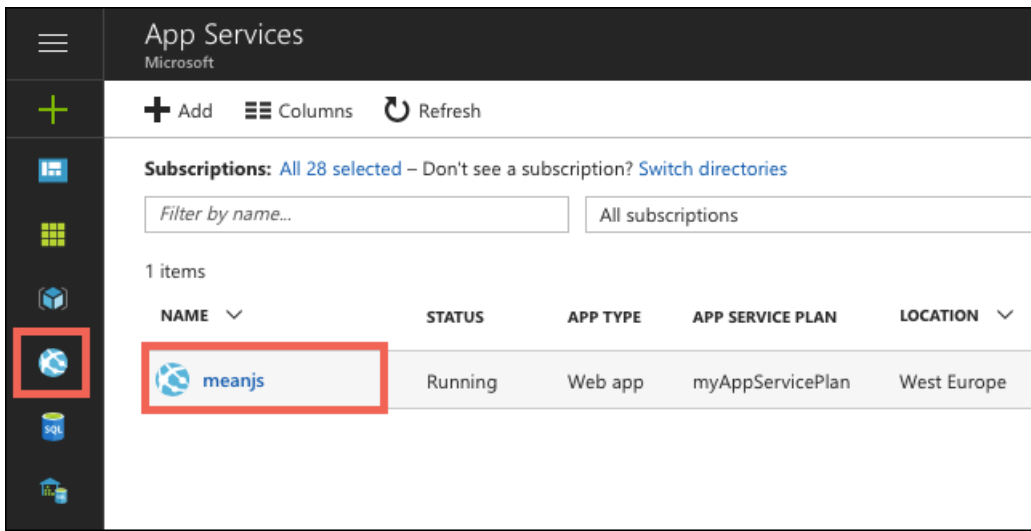 App Services
Microsoft
Add Columns Refresh
Subscriptions: All 28 selected – Don't see a subscription? Switch directories
Filter by name... All subscriptions
1 items
NAME STATUS APP TYPE APP SERVICE PLAN LOCATION
meanjs Running Web app myAppServicePlan West Europe
SQL